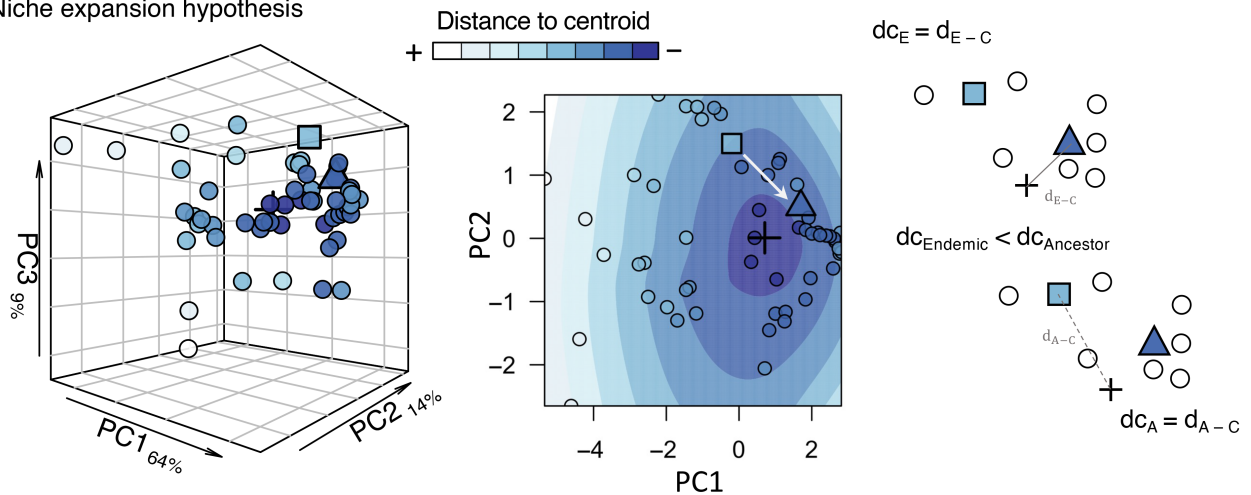 Niche expansion hypothesis
PC3 9%
PC1 64%
PC2 14%
Distance to centroid
+ −
PC2
2
1
0
−1
−2
−4 −2 0 2
PC1
dcE = dE − C
dE−C
dcEndemic < dcAncestor
dA−C
dcA = dA − C